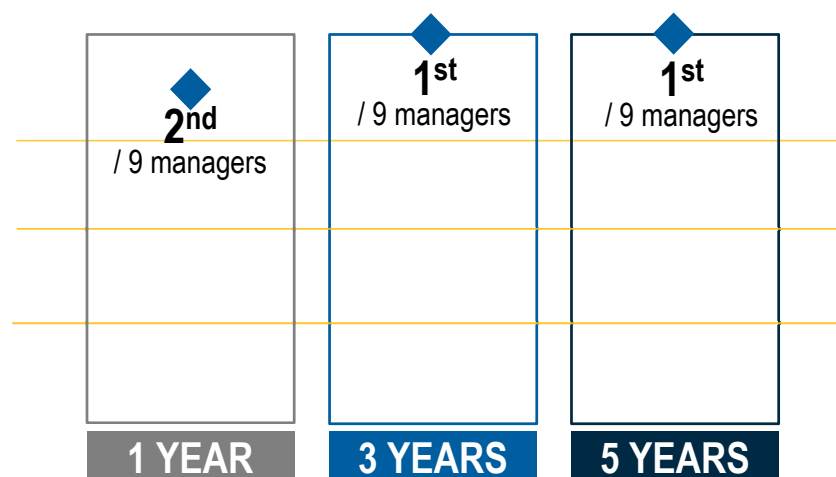 2nd
/ 9 managers
1st
/ 9 managers
1st
/ 9 managers
1 YEAR
3 YEARS
5 YEARS